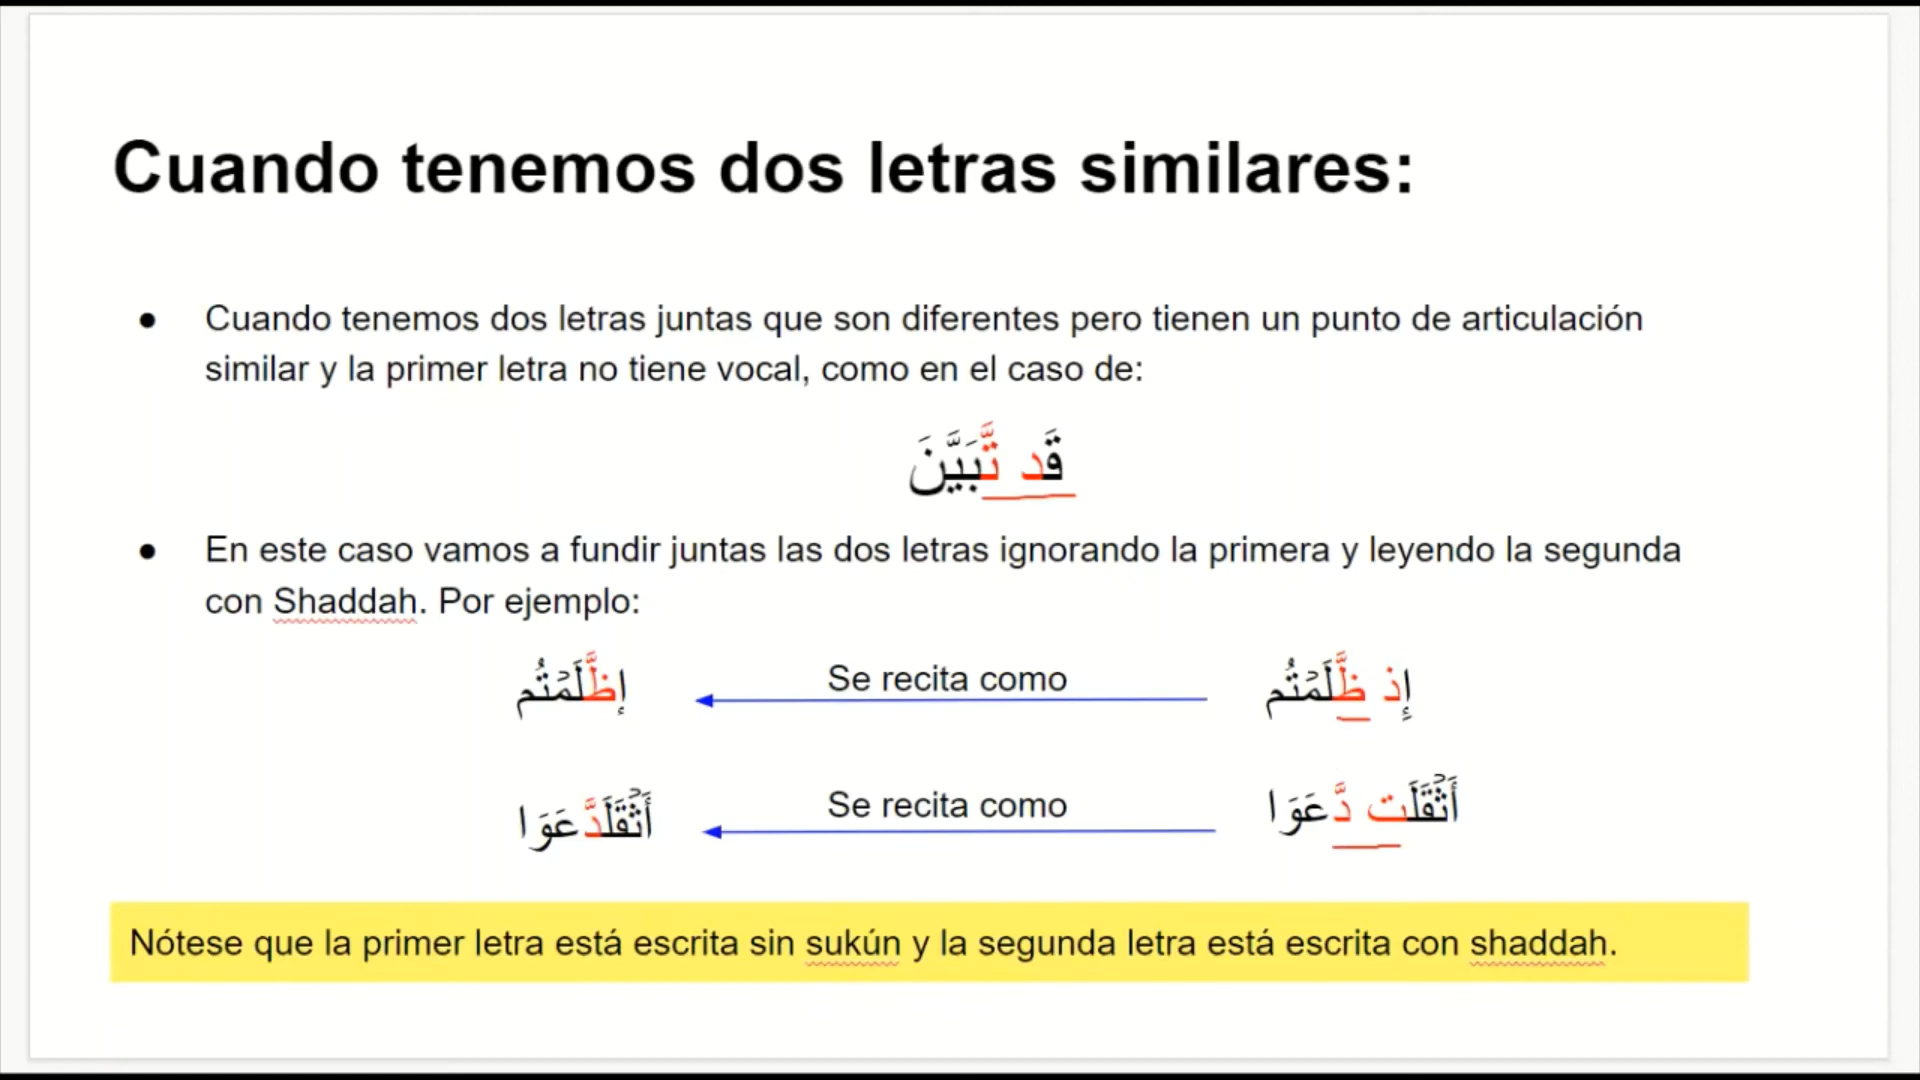 Cuando tenemos dos letras similares:
● Cuando tenemos dos letras juntas que son diferentes pero tienen un punto de articulación
similar y la primer letra no tiene vocal, como en el caso de:
قَد تَّبَيَّنَ
● En este caso vamos a fundir juntas las dos letras ignorando la primera y leyendo la segunda
con Shaddah. Por ejemplo:
إِذ ظَّلَمْتُم Se recita como إِظَّلَمْتُم
أَثْقَلَت دَّعَوَا Se recita como أَثْقَلَدَّعَوَا
Nótese que la primer letra está escrita sin sukún y la segunda letra está escrita con shaddah.